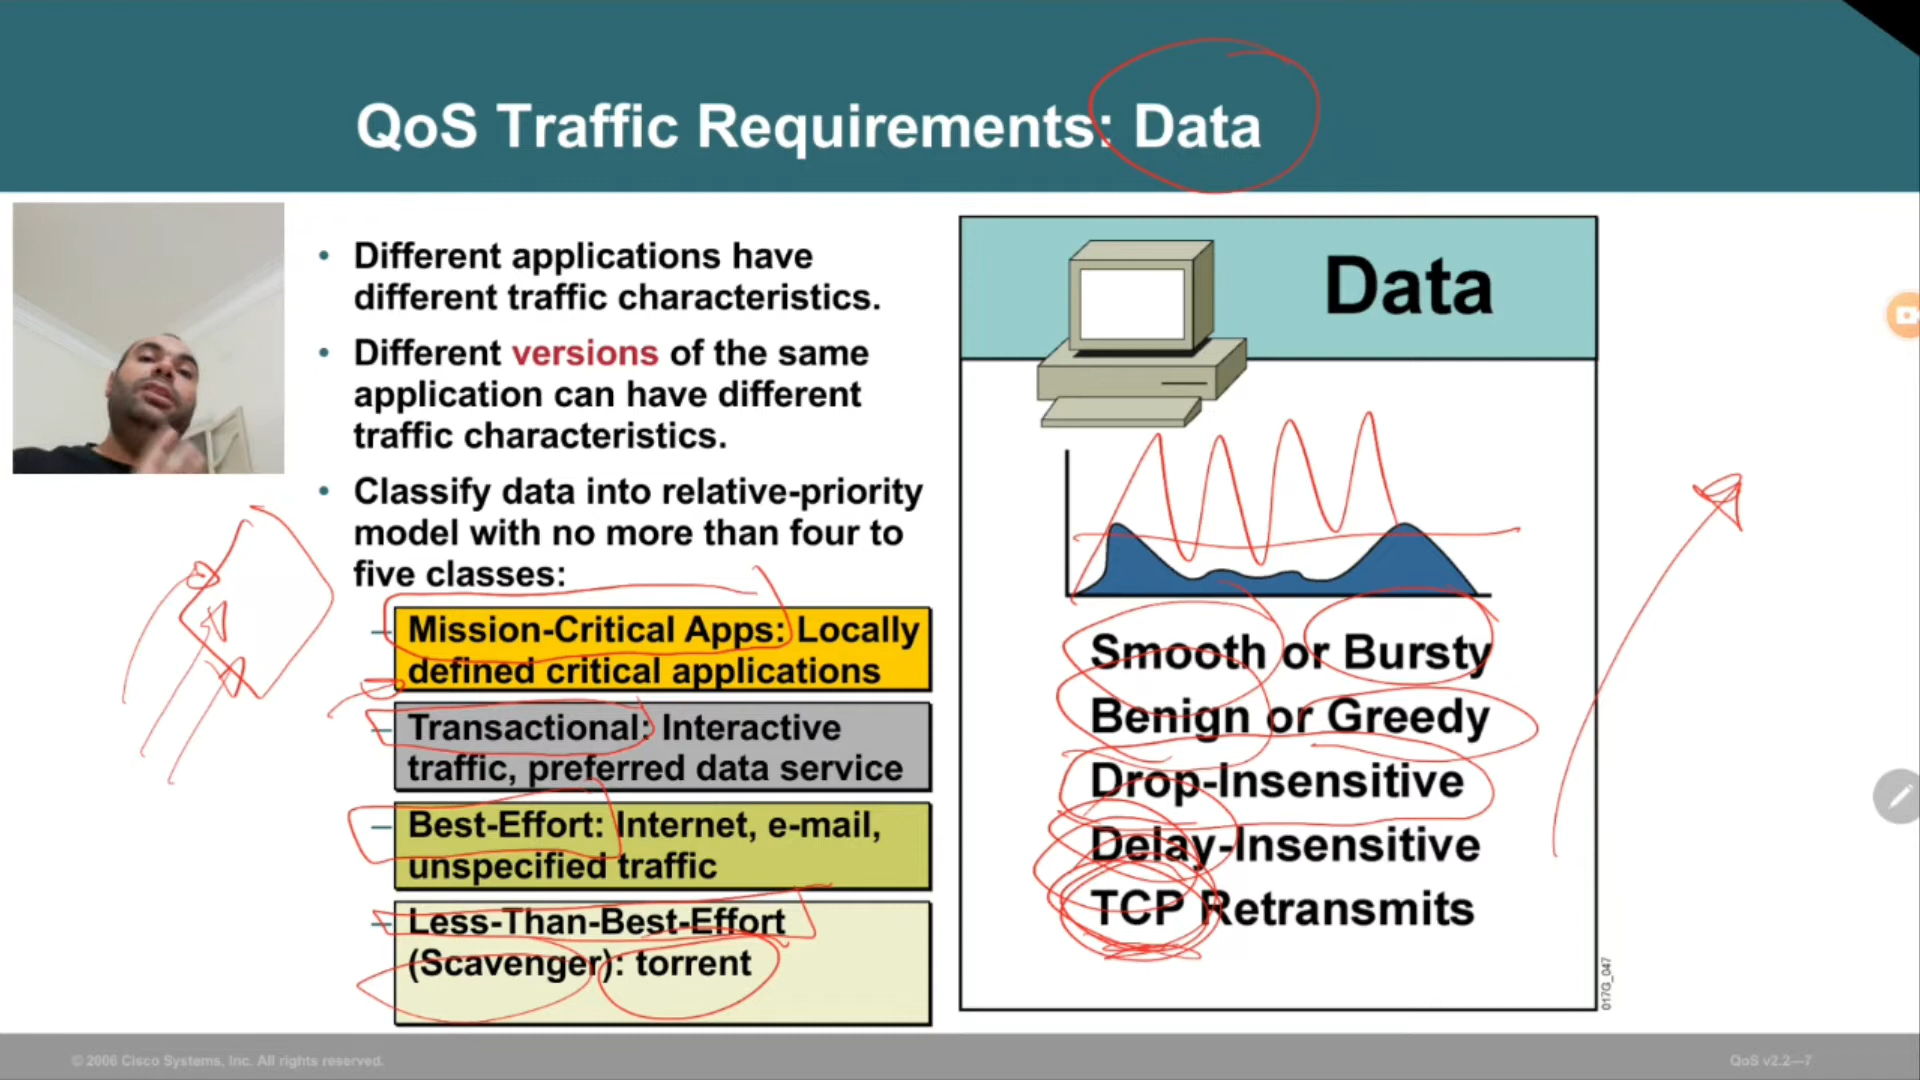 QoS Traffic Requirements: Data
• Different applications have
different traffic characteristics.
• Different versions of the same
application can have different
traffic characteristics.
• Classify data into relative-priority
model with no more than four to
five classes:
– Mission-Critical Apps: Locally
defined critical applications
– Transactional: Interactive
traffic, preferred data service
– Best-Effort: Internet, e-mail,
unspecified traffic
– Less-Than-Best-Effort
(Scavenger): torrent
Data
Smooth or Bursty
Benign or Greedy
Drop-Insensitive
Delay-Insensitive
TCP Retransmits
017G_047
© 2006 Cisco Systems, Inc. All rights reserved.
QoS v2.2—7